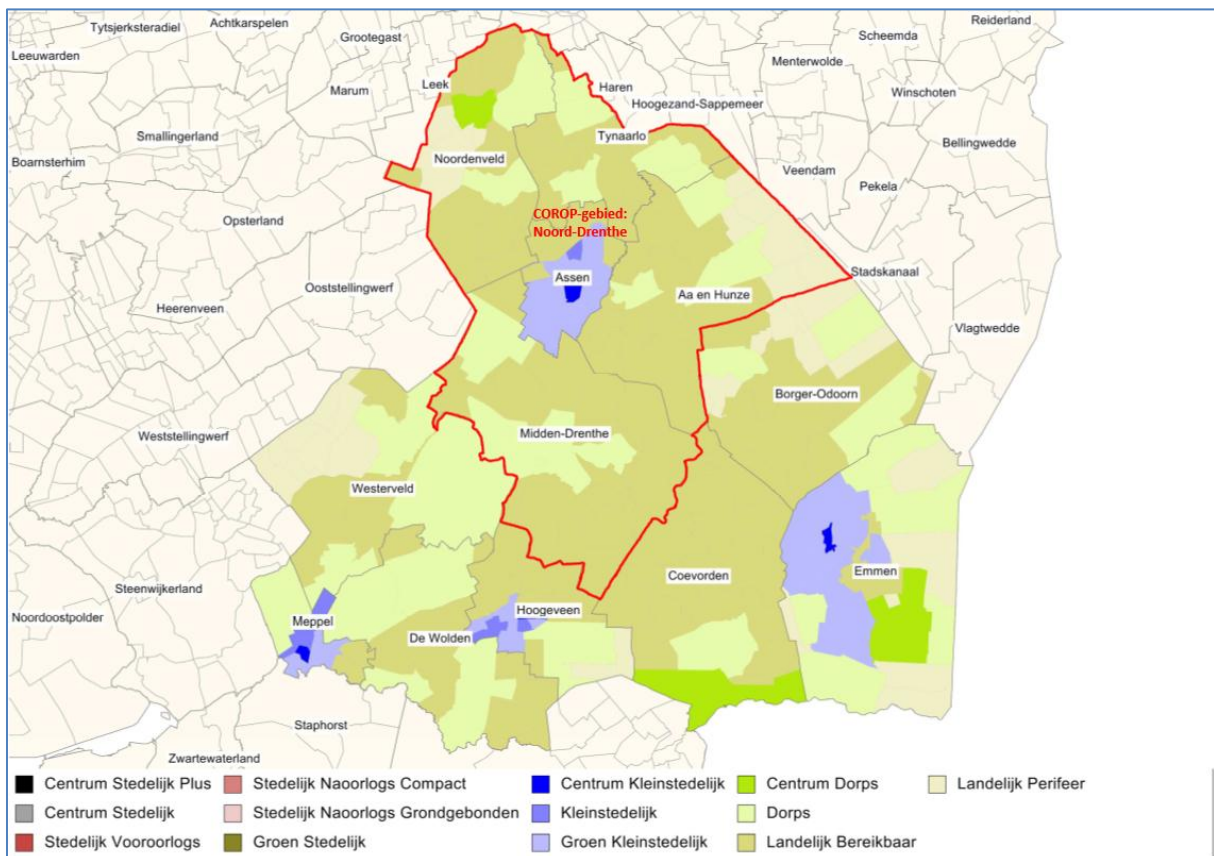 Reiderland
Achtkarspelen
Tytsjerksteradiel
Grootegast
Scheemda
Leeuwarden
Menterwolde
Leek
Haren
Marum
Winschoten
Hoogezand-Sappemeer
Smallingerland
Tynaarlo
Bellingwedde
Boarnsterhim
Noordenveld
Veendam
Pekela
Opsterland
COROP-gebied:
Noord-Drenthe
Stadskanaal
Assen
Ooststellingwerf
Aa en Hunze
Heerenveen
Vlagtwedde
Borger-Odoorn
Weststellingwerf
Midden-Drenthe
Westerveld
Emmen
Coevorden
Steenwijkerland
Hoogeveen
Noordoostpolder
Meppel
De Wolden
Staphorst
Zwartewaterland
Centrum Stedelijk Plus
Stedelijk Naoorlogs Compact
Centrum Kleinstedelijk
Centrum Dorps
Landelijk Perifeer
Centrum Stedelijk
Stedelijk Naoorlogs Grondgebonden
Kleinstedelijk
Dorps
Stedelijk Vooroorlogs
Groen Stedelijk
Groen Kleinstedelijk
Landelijk Bereikbaar